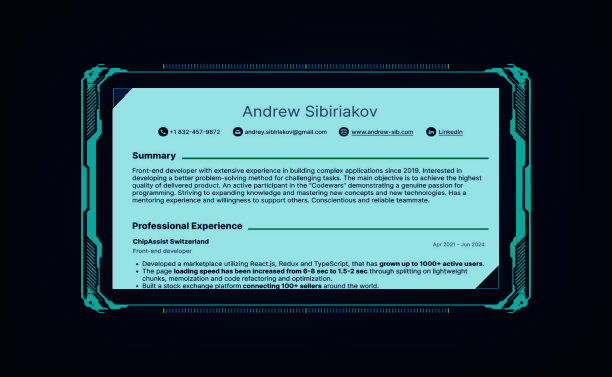 Andrew Sibiriakov
+1 832-457-9872 andrey.sibiriakov@gmail.com www.andrew-sib.com LinkedIn
Summary
Front-end developer with extensive experience in building complex applications since 2019. Interested in
developing a better problem-solving method for challenging tasks. The main objective is to achieve the highest
quality of delivered product. An active participant in the "Codewars" demonstrating a genuine passion for
programming. Striving to expanding knowledge and mastering new concepts and new technologies. Has a
mentoring experience and willingness to support others. Conscientious and reliable teammate.
Professional Experience
ChipAssist Switzerland Apr 2021 – Jun 2024
Front-end developer
• Developed a marketplace utilizing React.js, Redux and TypeScript, that has grown up to 1000+ active users.
• The page loading speed has been increased from 6-8 sec to 1.5-2 sec through splitting on lightweight
chunks, memoization and code refactoring and optimization.
• Built a stock exchange platform connecting 100+ sellers around the world.